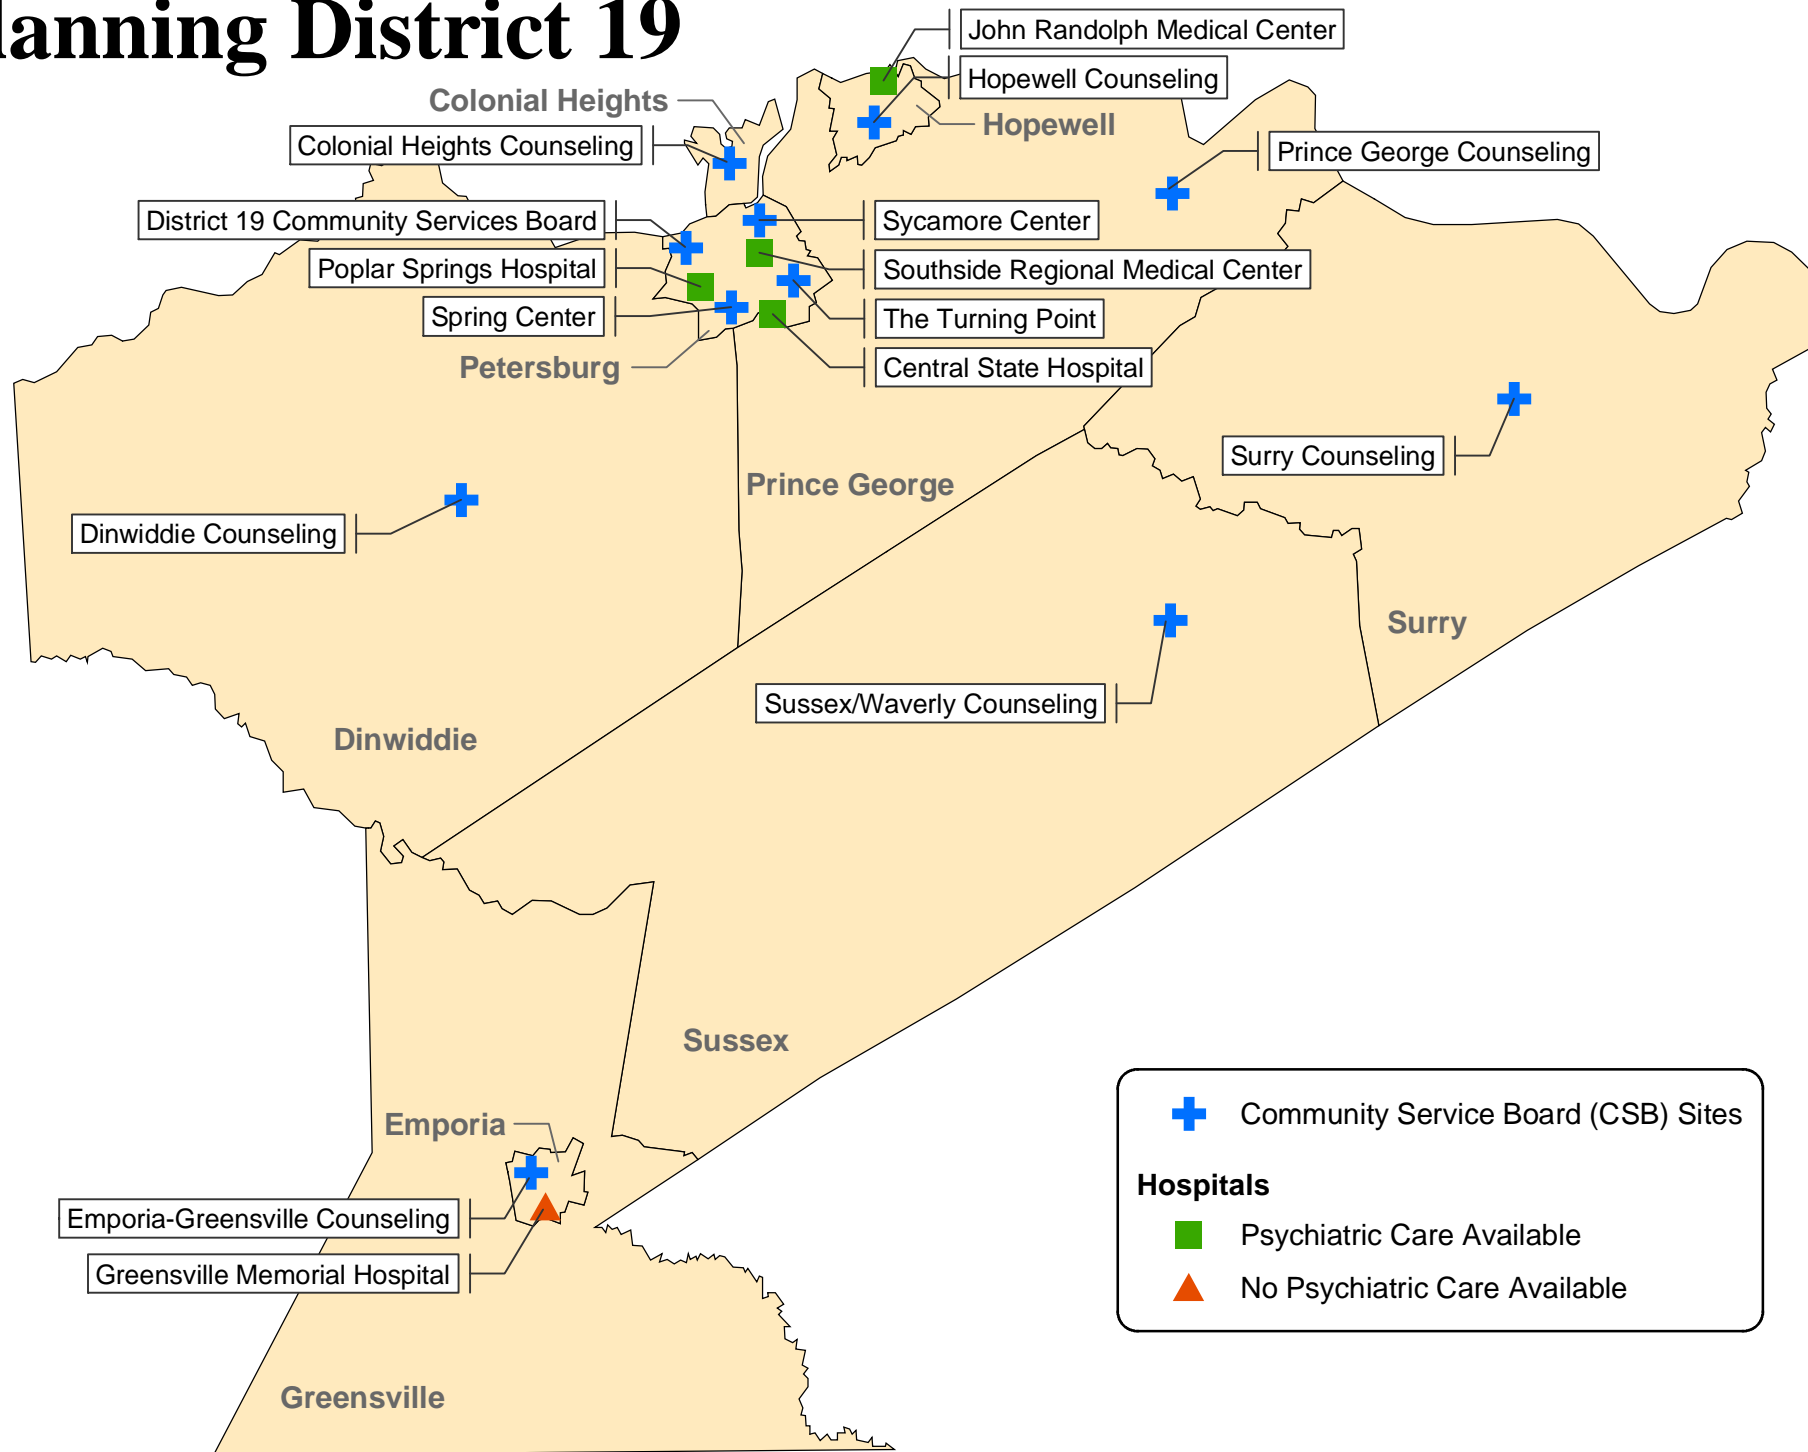 lanning District 19
John Randolph Medical Center
Hopewell Counseling
Colonial Heights
Hopewell
Colonial Heights Counseling
Prince George Counseling
District 19 Community Services Board
Sycamore Center
Poplar Springs Hospital
Southside Regional Medical Center
Spring Center
The Turning Point
Petersburg
Central State Hospital
Surry Counseling
Prince George
Dinwiddie Counseling
Surry
Sussex/Waverly Counseling
Dinwiddie
Sussex
Emporia
Emporia-Greensville Counseling
Greensville Memorial Hospital
Greensville
Community Service Board (CSB) Sites
Hospitals
Psychiatric Care Available
No Psychiatric Care Available